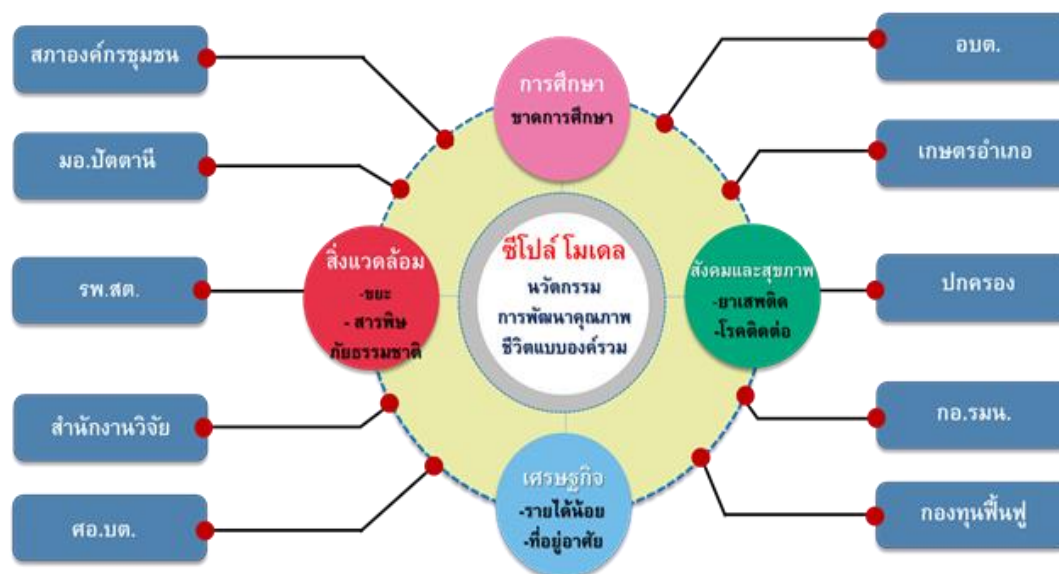 สภาองค์กรชุมชน
มอ.ปัตตานี
รพ.สต.
สำนักงานวิจัย
ศอ.บต.
การศึกษา
ขาดการศึกษา
สิ่งแวดล้อม
-ขยะ
- สารพิษ
ภัยธรรมชาติ
ซีโปล์ โมเดล
นวัตกรรม
การพัฒนาคุณภาพ
ชีวิตแบบองค์รวม
สังคมและสุขภาพ
-ยาเสพติด
-โรคติดต่อ
เศรษฐกิจ
-รายได้น้อย
-ที่อยู่อาศัย
อบต.
เกษตรอำเภอ
ปกครอง
กอ.รมน.
กองทุนฟื้นฟู